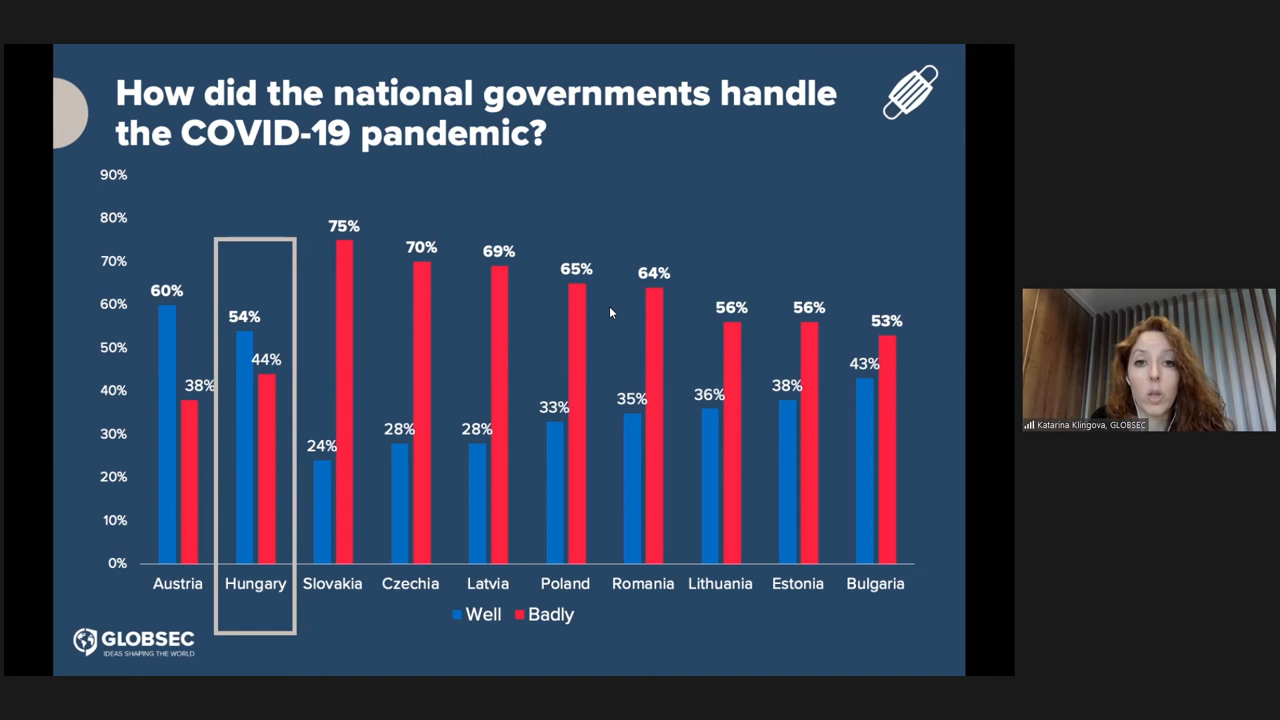 How did the national governments handle
the COVID-19 pandemic?
90%
80%
70%
60%
50%
40%
30%
20%
10%
0%
60%
38%
54%
44%
24%
75%
28%
70%
28%
69%
33%
65%
35%
64%
36%
56%
38%
56%
43%
53%
Austria
Hungary
Slovakia
Czechia
Latvia
Poland
Romania
Lithuania
Estonia
Bulgaria
Well
Badly
GLOBSEC
IDEAS SHAPING THE WORLD
Katarina Klingova, GLOBSEC